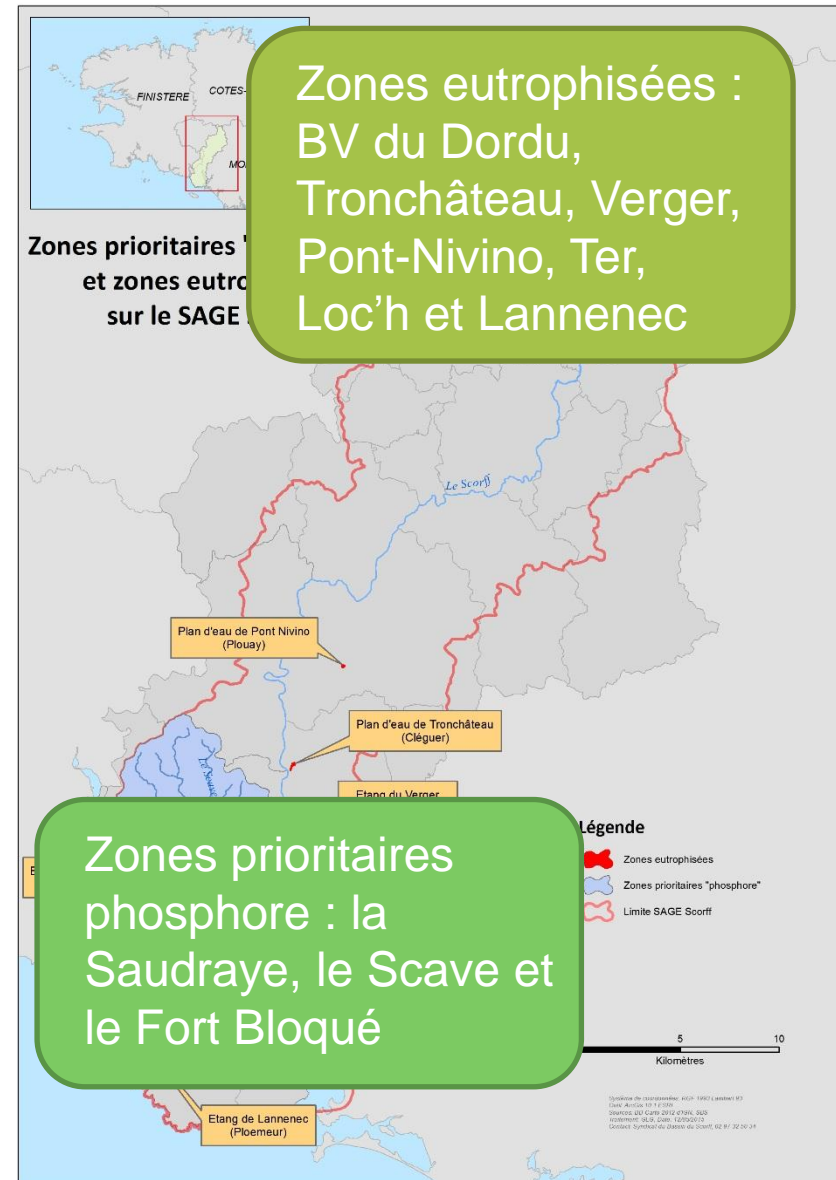 FINISTERE
COTES-
Zones eutrophisées :
BV du Dordu,
Tronchâteau, Verger,
Pont-Nivino, Ter,
Loc’h et Lannenec
Zones prioritaires
et zones
sur le SAGE
Le Scorff
Plan d'eau de Pont Nivino
(Plouay)
Plan d'eau de Tronchâteau
(Cléguer)
Etang du Verger
Le
Zones prioritaires
phosphore : la
Saudraye, le Scave et
le Fort Bloqué
Légende
Zones eutrophisées
Zones prioritaires "phosphore"
Limite SAGE Scorff
5 10
Kilomètres
Etang de Lannenec
(Ploemeur)